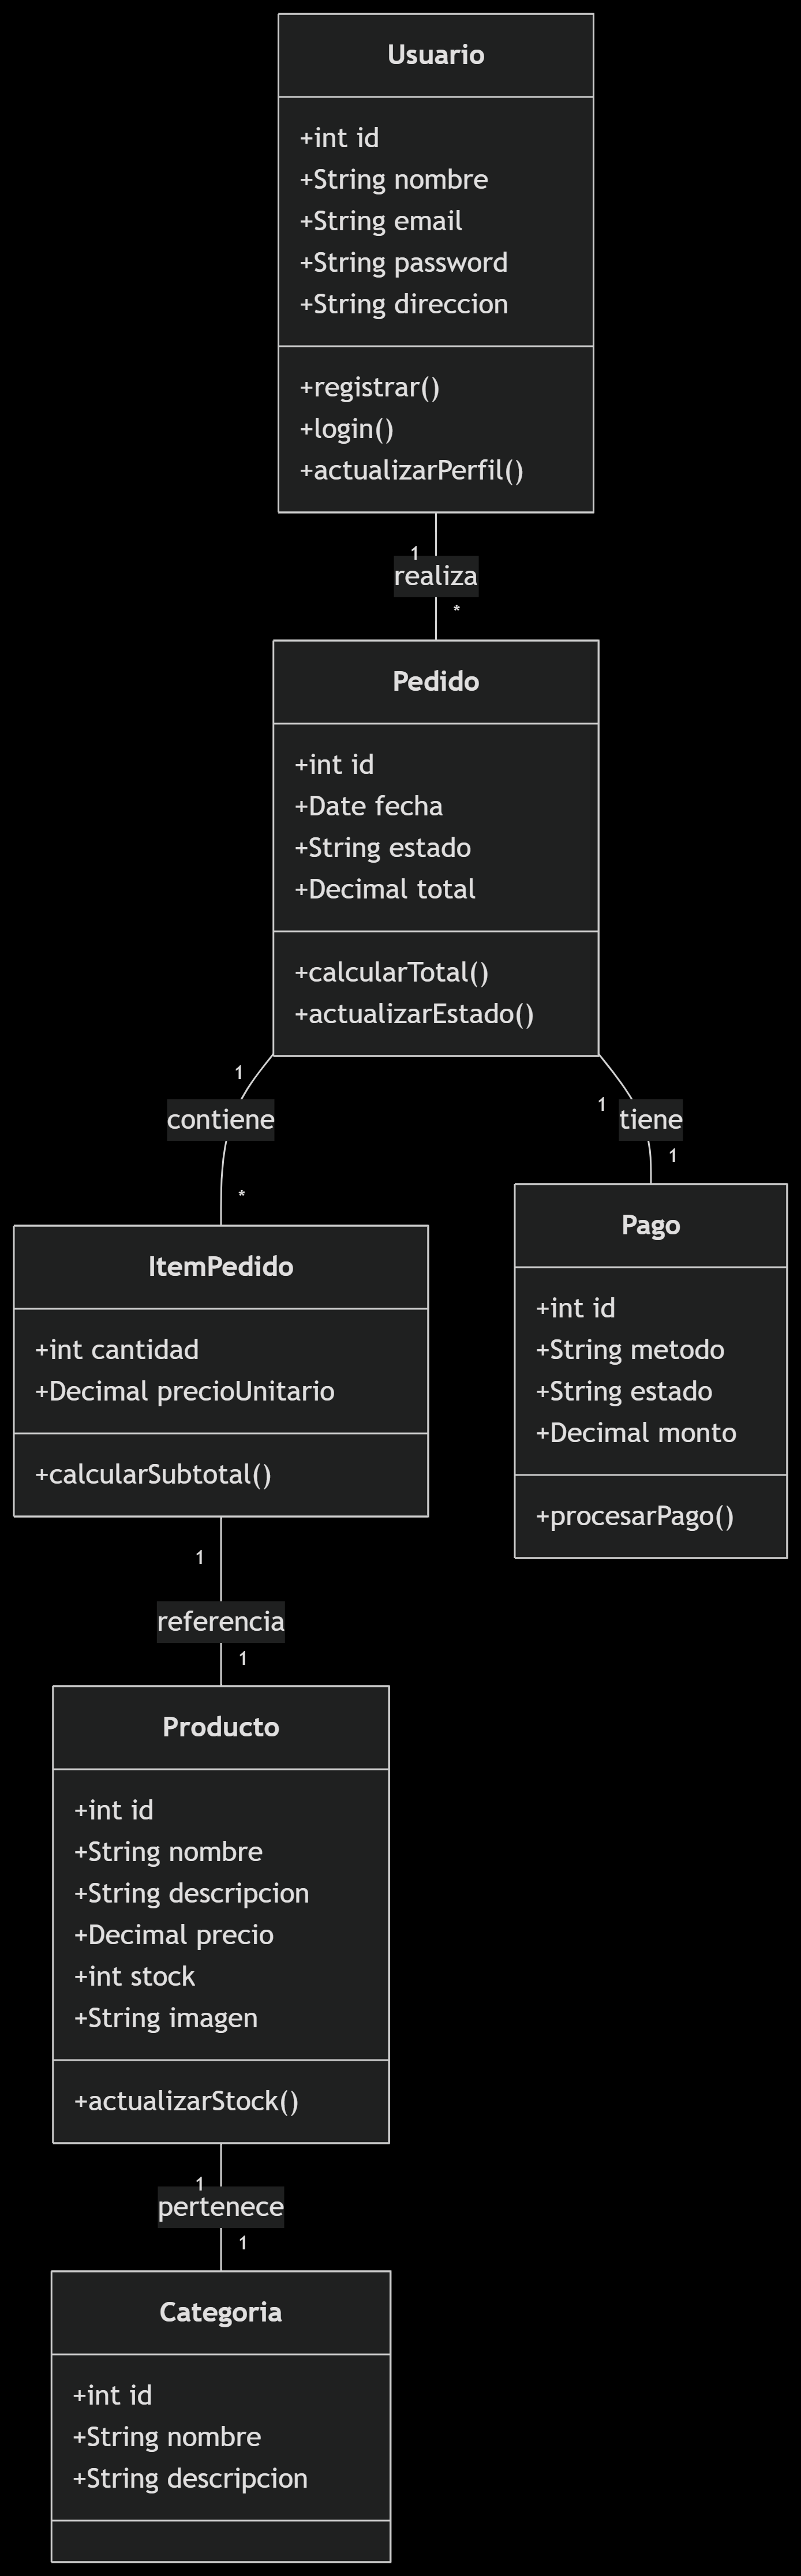 Usuario
+int id
+String nombre
+String email
+String password
+String direccion
+registrar()
+login()
+actualizarPerfil()
1
realiza
*
Pedido
+int id
+Date fecha
+String estado
+Decimal total
+calcularTotal()
+actualizarEstado()
1
contiene
*
1
tiene
1
ItemPedido
+int cantidad
+Decimal precioUnitario
+calcularSubtotal()
Pago
+int id
+String metodo
+String estado
+Decimal monto
+procesarPago()
1
referencia
1
Producto
+int id
+String nombre
+String descripcion
+Decimal precio
+int stock
+String imagen
+actualizarStock()
1
pertenece
1
Categoria
+int id
+String nombre
+String descripcion